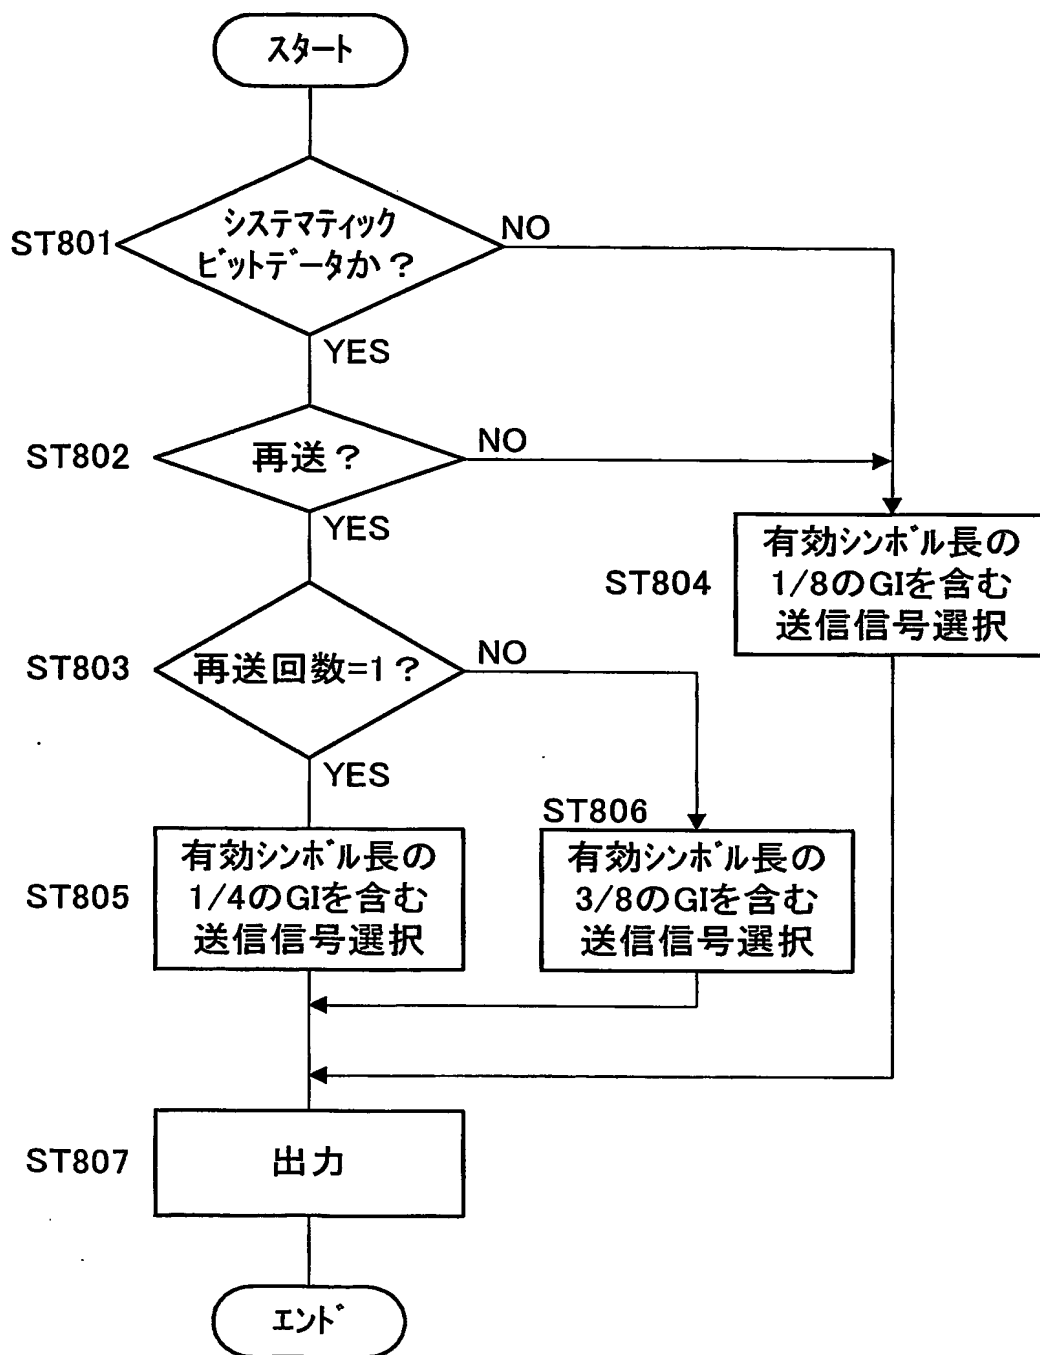 スタート
ST801
システマティック
ビットデータか？
NO
YES
ST802
再送？
NO
YES
ST804
有効シンボル長の
1/8のGIを含む
送信信号選択
ST803
再送回数=1？
NO
YES
ST805
有効シンボル長の
1/4のGIを含む
送信信号選択
ST806
有効シンボル長の
3/8のGIを含む
送信信号選択
ST807
出力
エンド